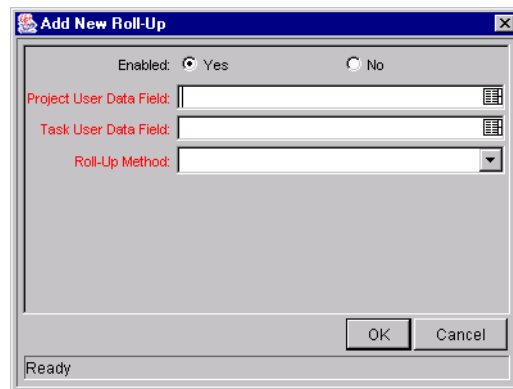 Add New Roll-Up
Enabled: Yes No
Project User Data Field:
Task User Data Field:
Roll-Up Method:
OK Cancel
Ready